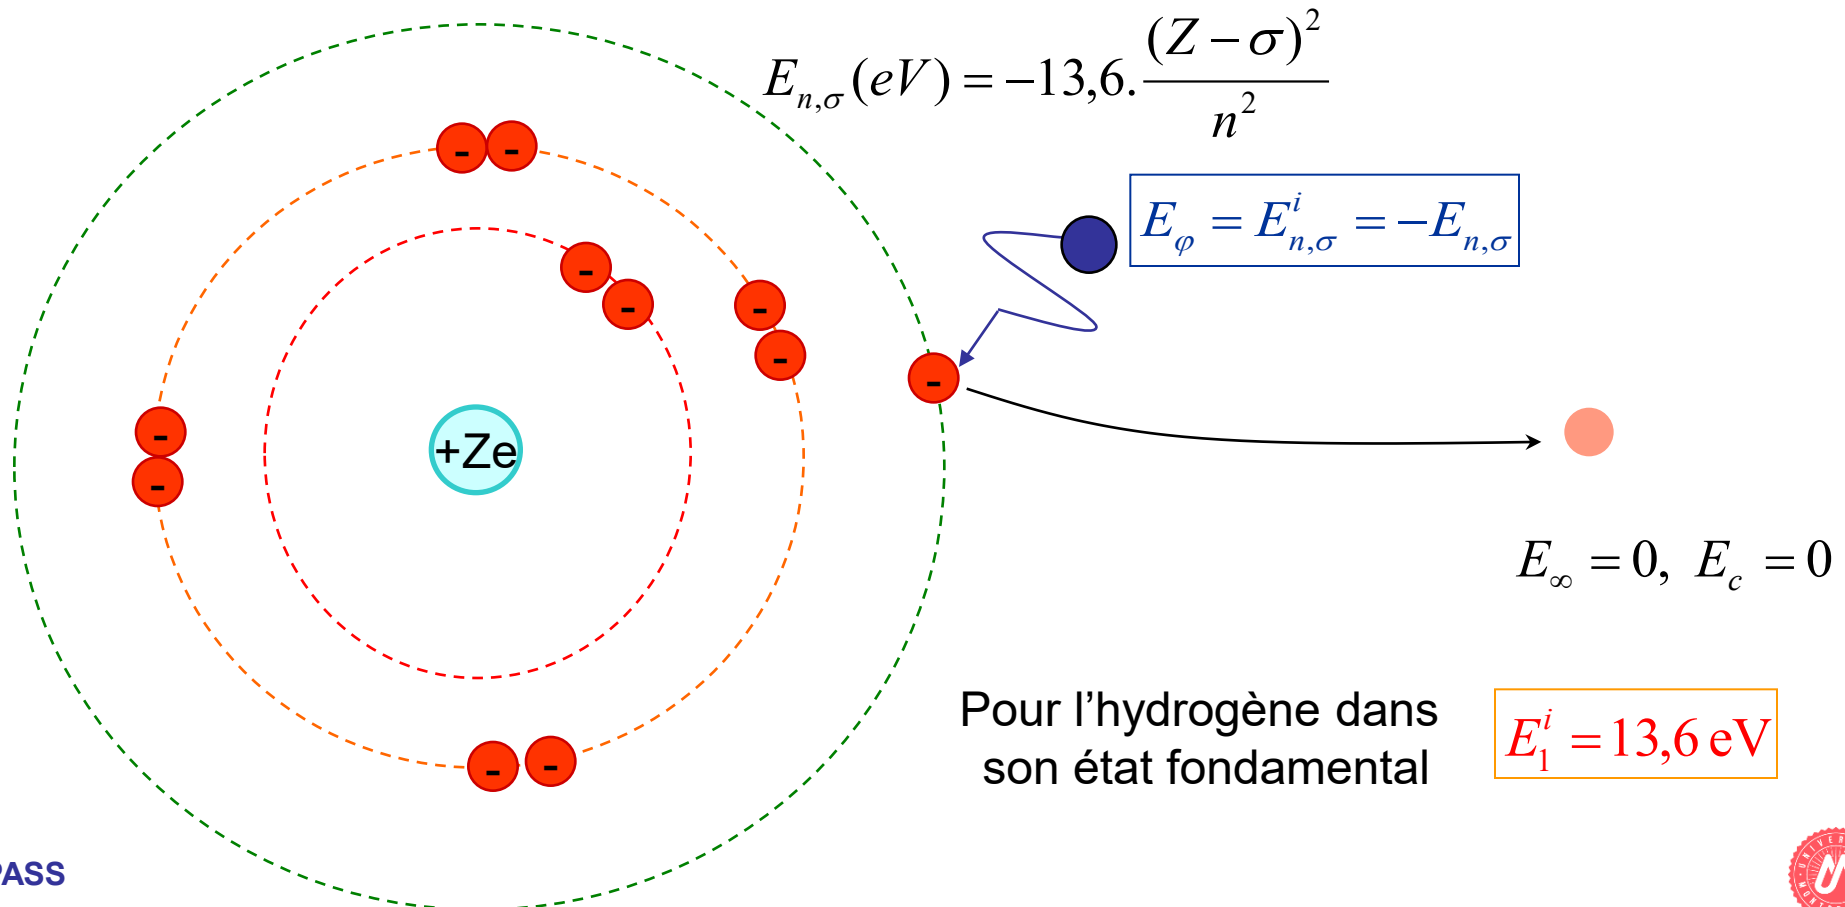 E_{n,σ}(eV) = −13,6. (Z − σ)² / n²
E_φ = E^i_{n,σ} = −E_{n,σ}
- -
- -
- -
-
- -
+Ze
- -
E_∞ = 0, E_c = 0
Pour l’hydrogène dans
son état fondamental
E^i_1 = 13,6 eV
PASS